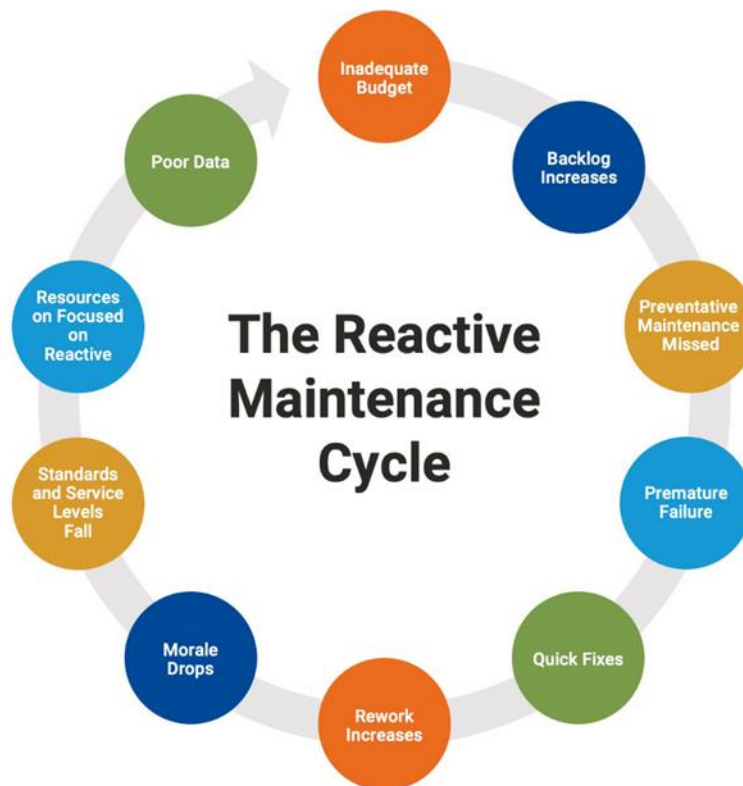 Inadequate
Budget
Backlog
Increases
Preventative
Maintenance
Missed
Premature
Failure
Quick Fixes
Rework
Increases
Morale
Drops
Standards
and Service
Levels
Fall
Resources
on Focused
on
Reactive
Poor Data
The Reactive
Maintenance
Cycle